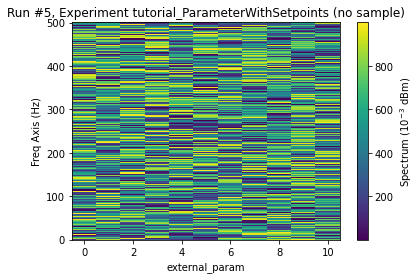 Run #5, Experiment tutorial_ParameterWithSetpoints (no sample)
500
400
300
200
100
0
Freq Axis (Hz)
0 2 4 6 8 10
external_param
800
600
400
200
Spectrum (10⁻³ dBm)